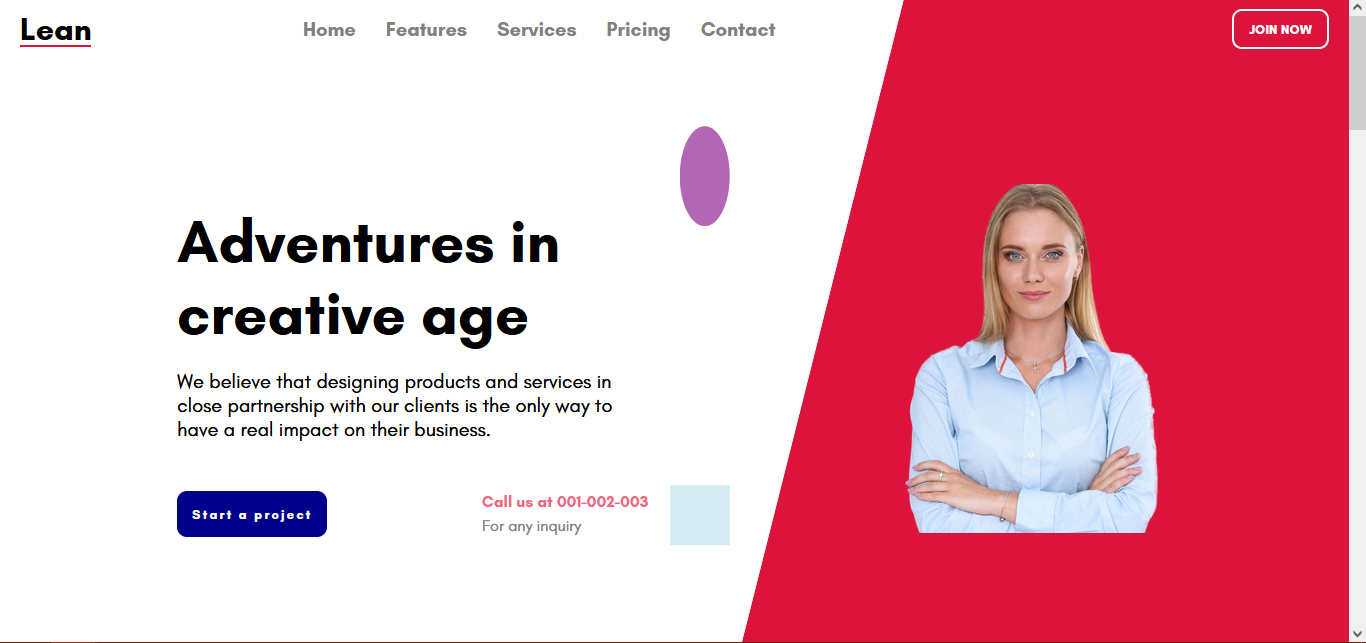 Lean
Home Features Services Pricing Contact
JOIN NOW
Adventures in
creative age
We believe that designing products and services in
close partnership with our clients is the only way to
have a real impact on their business.
Start a project
Call us at 001-002-003
For any inquiry